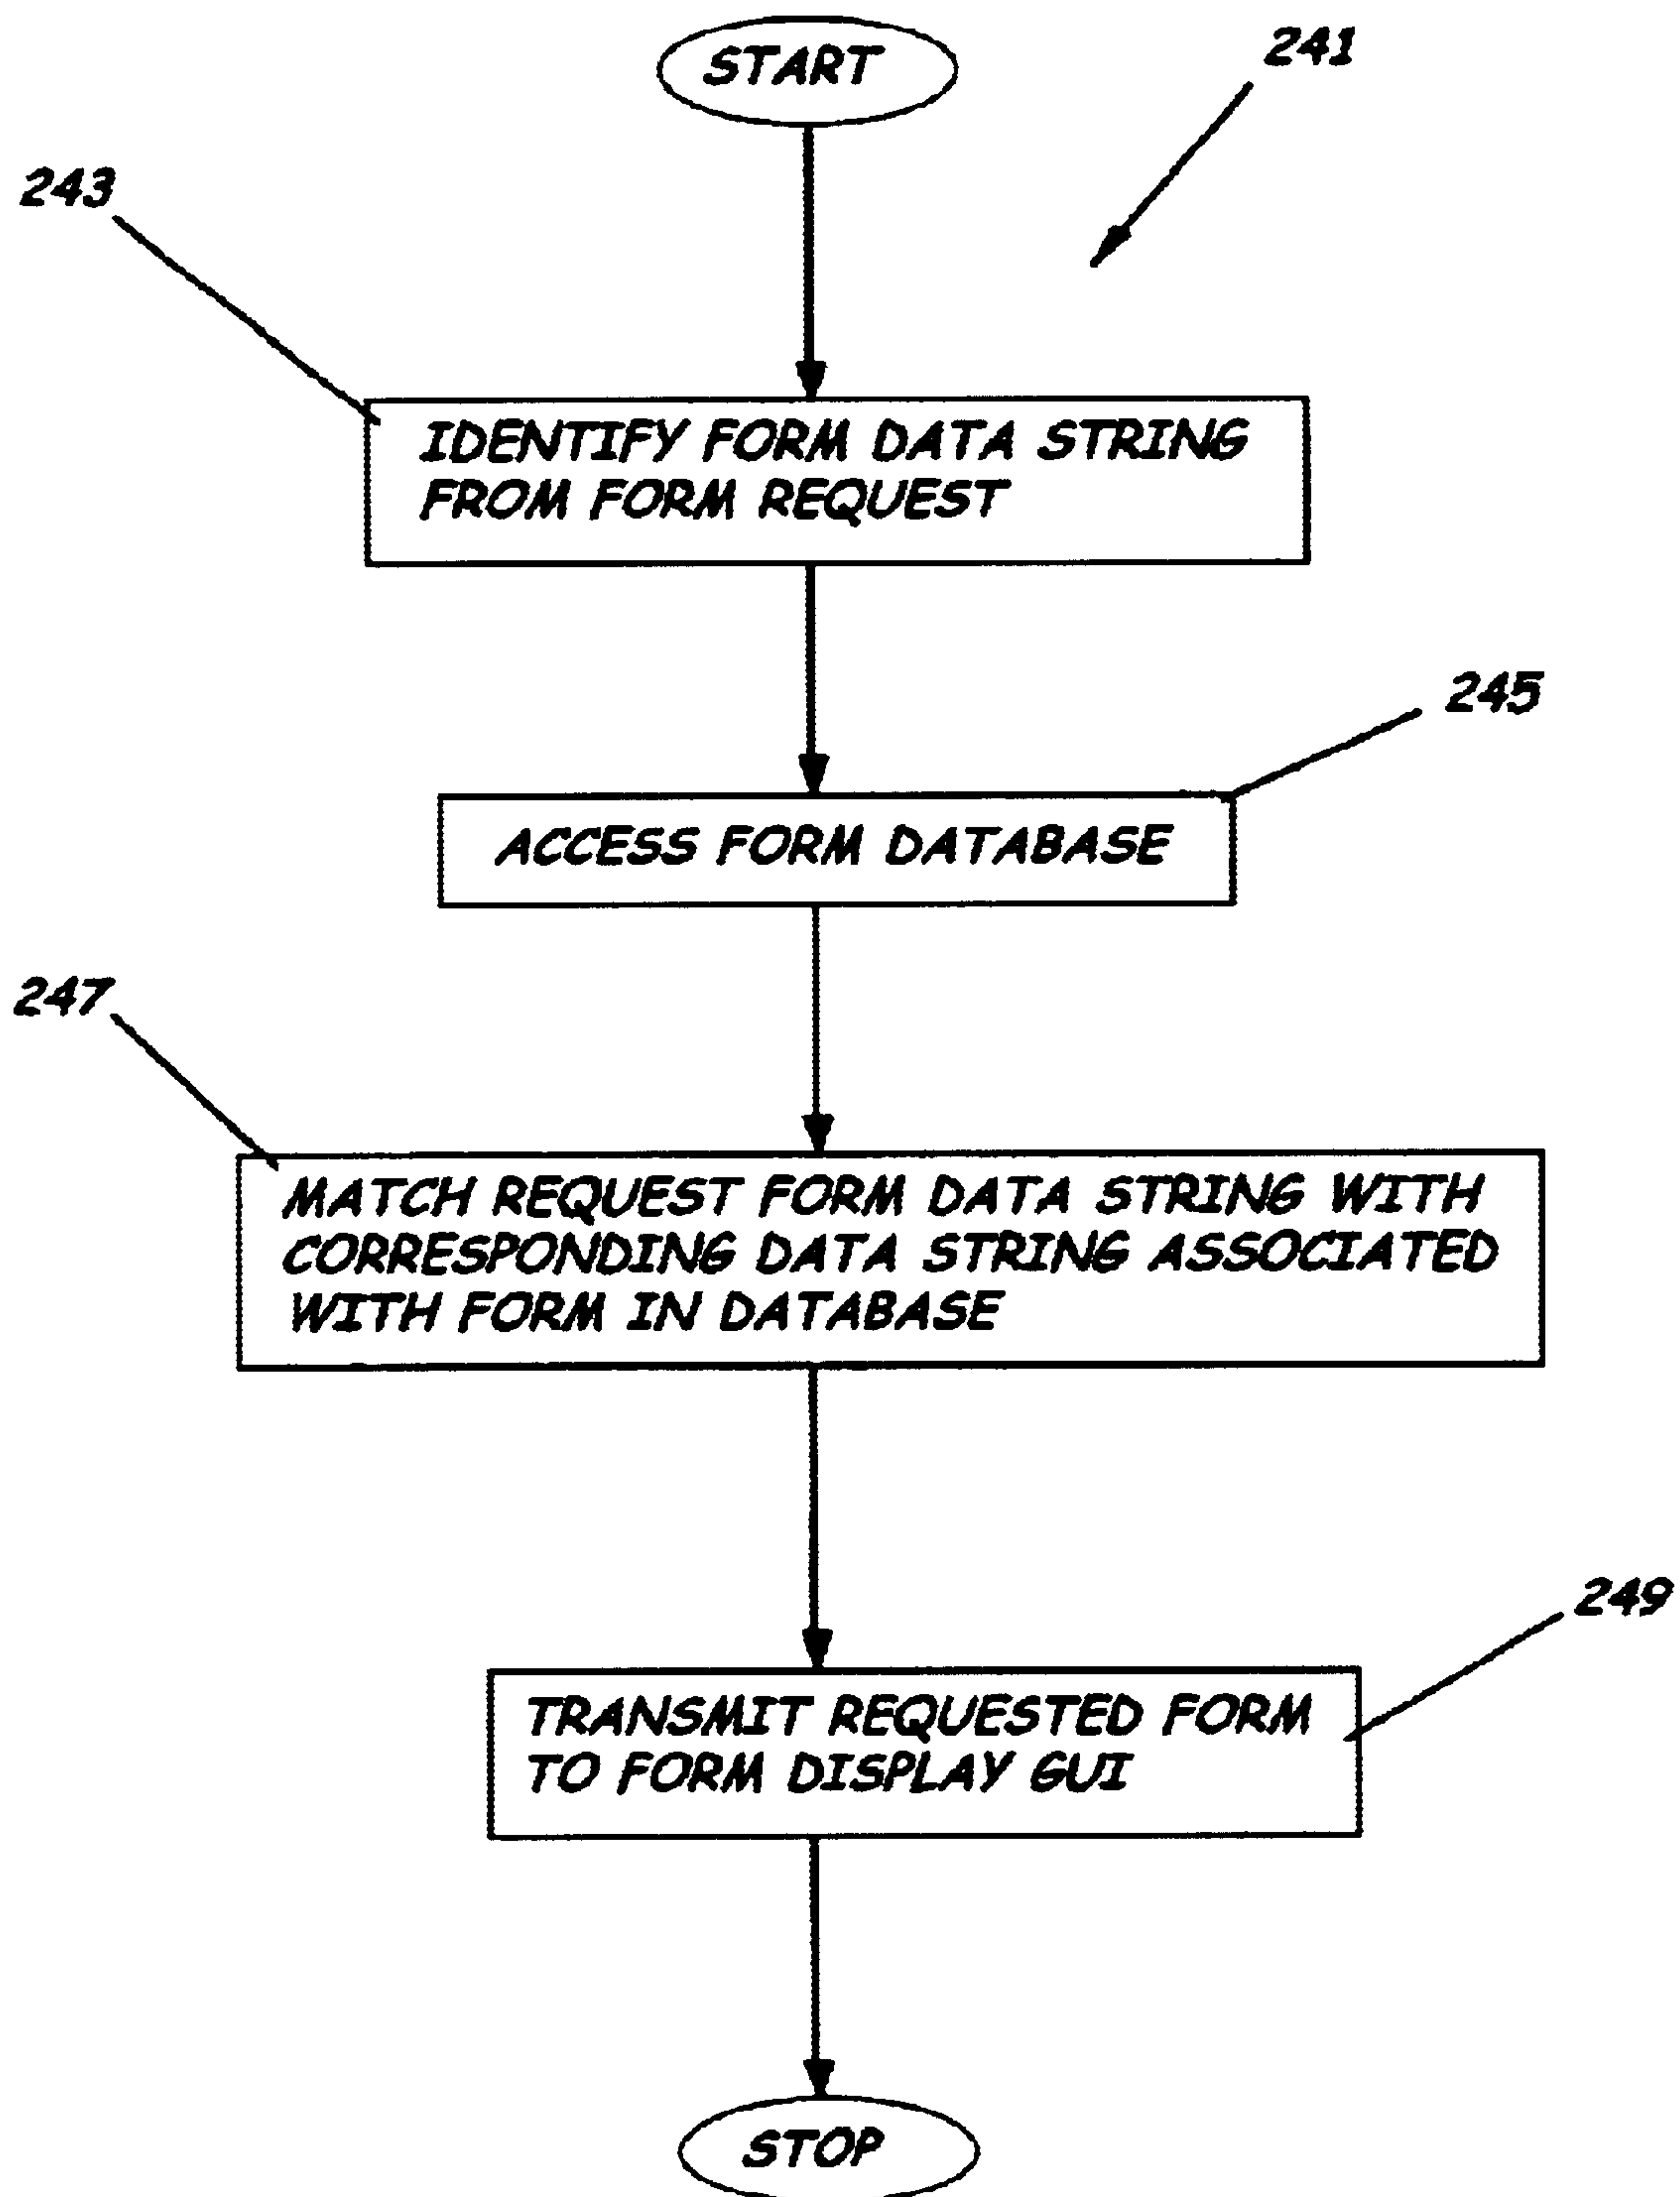 START
241
243
IDENTIFY FORM DATA STRING
FROM FORM REQUEST
245
ACCESS FORM DATABASE
247
MATCH REQUEST FORM DATA STRING WITH
CORRESPONDING DATA STRING ASSOCIATED
WITH FORM IN DATABASE
249
TRANSMIT REQUESTED FORM
TO FORM DISPLAY GUI
STOP